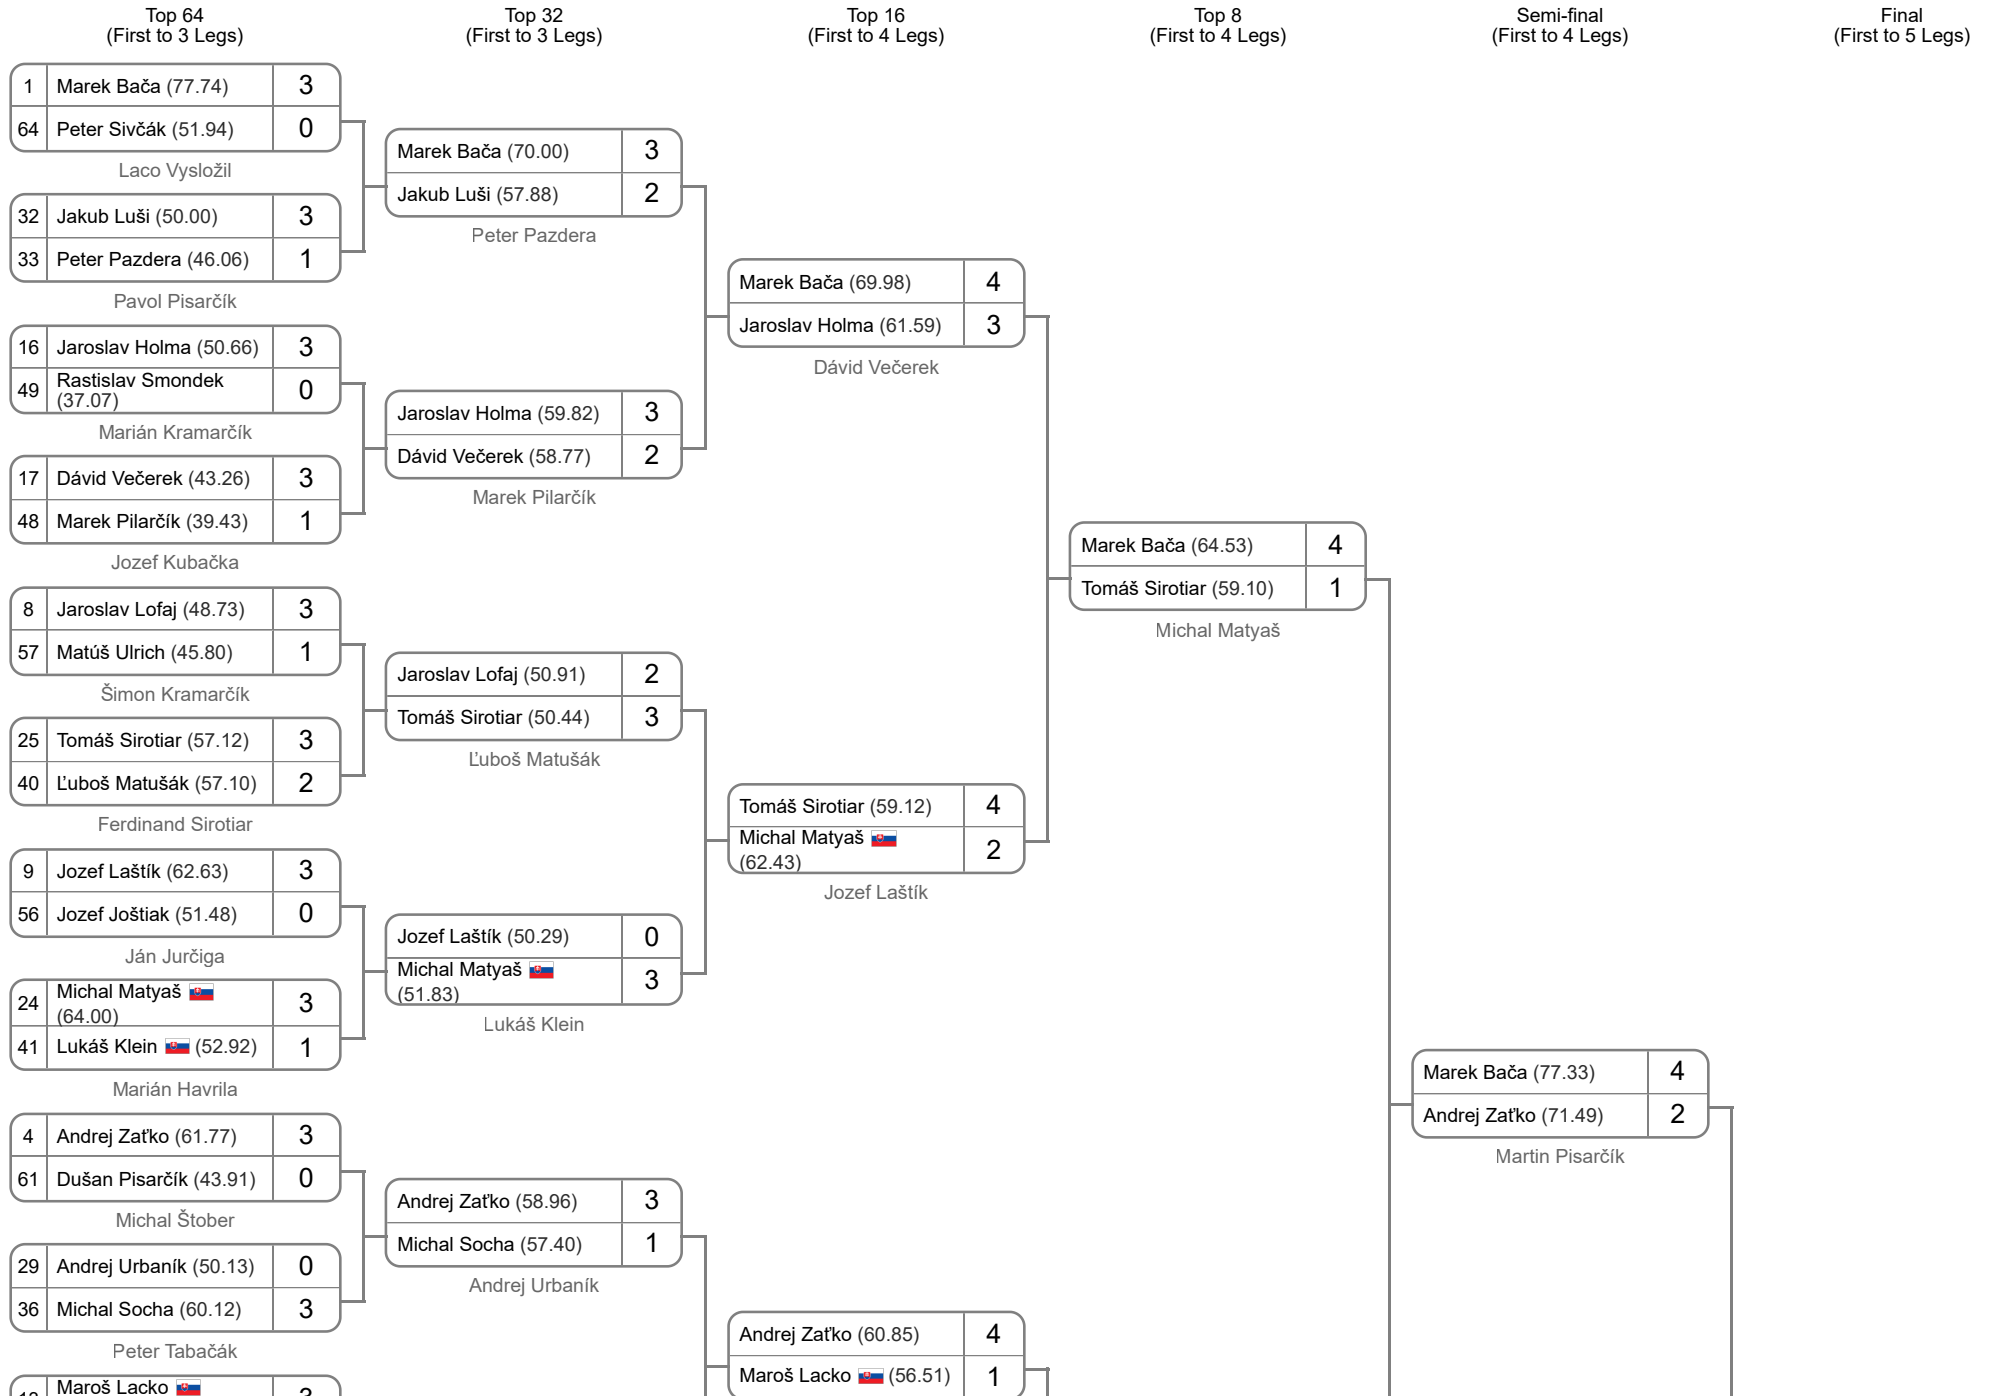 Top 64
(First to 3 Legs)
Top 32
(First to 3 Legs)
Top 16
(First to 4 Legs)
Top 8
(First to 4 Legs)
Semi-final
(First to 4 Legs)
Final
(First to 5 Legs)
1 Marek Bača (77.74) 3
64 Peter Sivčák (51.94) 0
Laco Vysložil
32 Jakub Luši (50.00) 3
33 Peter Pazdera (46.06) 1
Pavol Pisarčík
16 Jaroslav Holma (50.66) 3
49 Rastislav Smondek
(37.07) 0
Marián Kramarčík
17 Dávid Večerek (43.26) 3
48 Marek Pilarčík (39.43) 1
Jozef Kubačka
8 Jaroslav Lofaj (48.73) 3
57 Matúš Ulrich (45.80) 1
Šimon Kramarčík
25 Tomáš Sirotiar (57.12) 3
40 Ľuboš Matušák (57.10) 2
Ferdinand Sirotiar
9 Jozef Laštík (62.63) 3
56 Jozef Joštiak (51.48) 0
Ján Jurčiga
24 Michal Matyaš
(64.00) 3
41 Lukáš Klein (52.92) 1
Marián Havrila
4 Andrej Zaťko (61.77) 3
61 Dušan Pisarčík (43.91) 0
Michal Štober
29 Andrej Urbaník (50.13) 0
36 Michal Socha (60.12) 3
Peter Tabačák
Maroš Lacko
Marek Bača (70.00) 3
Jakub Luši (57.88) 2
Peter Pazdera
Jaroslav Holma (59.82) 3
Dávid Večerek (58.77) 2
Marek Pilarčík
Jaroslav Lofaj (50.91) 2
Tomáš Sirotiar (50.44) 3
Ľuboš Matušák
Jozef Laštík (50.29) 0
Michal Matyaš
(51.83) 3
Lukáš Klein
Andrej Zaťko (58.96) 3
Michal Socha (57.40) 1
Andrej Urbaník
Marek Bača (69.98) 4
Jaroslav Holma (61.59) 3
Dávid Večerek
Tomáš Sirotiar (59.12) 4
Michal Matyaš
(62.43) 2
Jozef Laštík
Andrej Zaťko (60.85) 4
Maroš Lacko (56.51) 1
Marek Bača (64.53) 4
Tomáš Sirotiar (59.10) 1
Michal Matyaš
Marek Bača (77.33) 4
Andrej Zaťko (71.49) 2
Martin Pisarčík